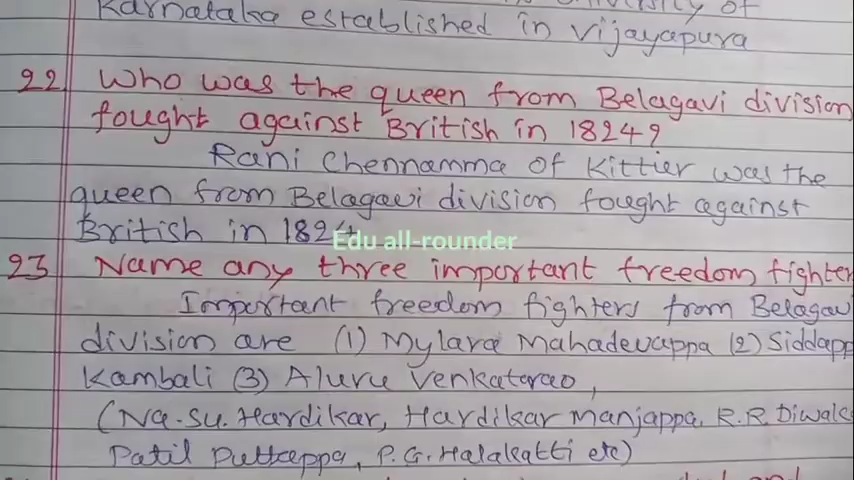 Karnataka established in vijayapura
22 Who was the queen from Belagavi division
fought against British in 1824?
Rani Chennamma of Kittier was the
queen from Belagavi division fought against
British in 1824
Edu all-rounder
23 Name any three important freedom fighter
Important freedom fighters from Belagav
division are (1) Mylara Mahadevappa (2) Siddapp
Kambali (3) Aluru Venkatarao,
(Na.Su.Hardikar, Hardikar Manjappa, R.R.Diwak
Patil Puttappa, P.G.Halakatti etc)